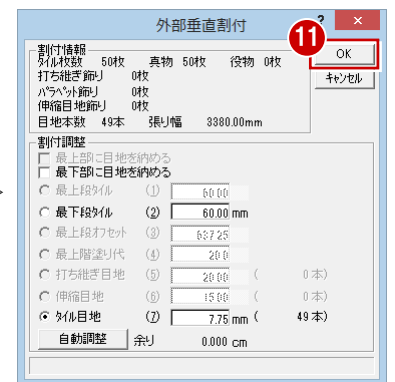 外部垂直割付
? ×
11
OK
キャンセル
割付情報
タイル枚数 50枚 真物 50枚 役物 0枚
打ち継ぎ飾り 0枚
パラペット飾り 0枚
伸縮目地飾り 0枚
目地本数 49本 張り幅 3380.00mm
割付調整
最上部に目地を納める
最下部に目地を納める
最上段タイル (1) 60.00
最下段タイル (2) 60.00 mm
最上段オフセット (3) 637.25
最上階塗り代 (4) 20.0
打ち継ぎ目地 (5) 20.00 ( 0 本)
伸縮目地 (6) 15.00 ( 0 本)
タイル目地 (7) 7.75 mm ( 49 本)
自動調整 余り 0.000 cm